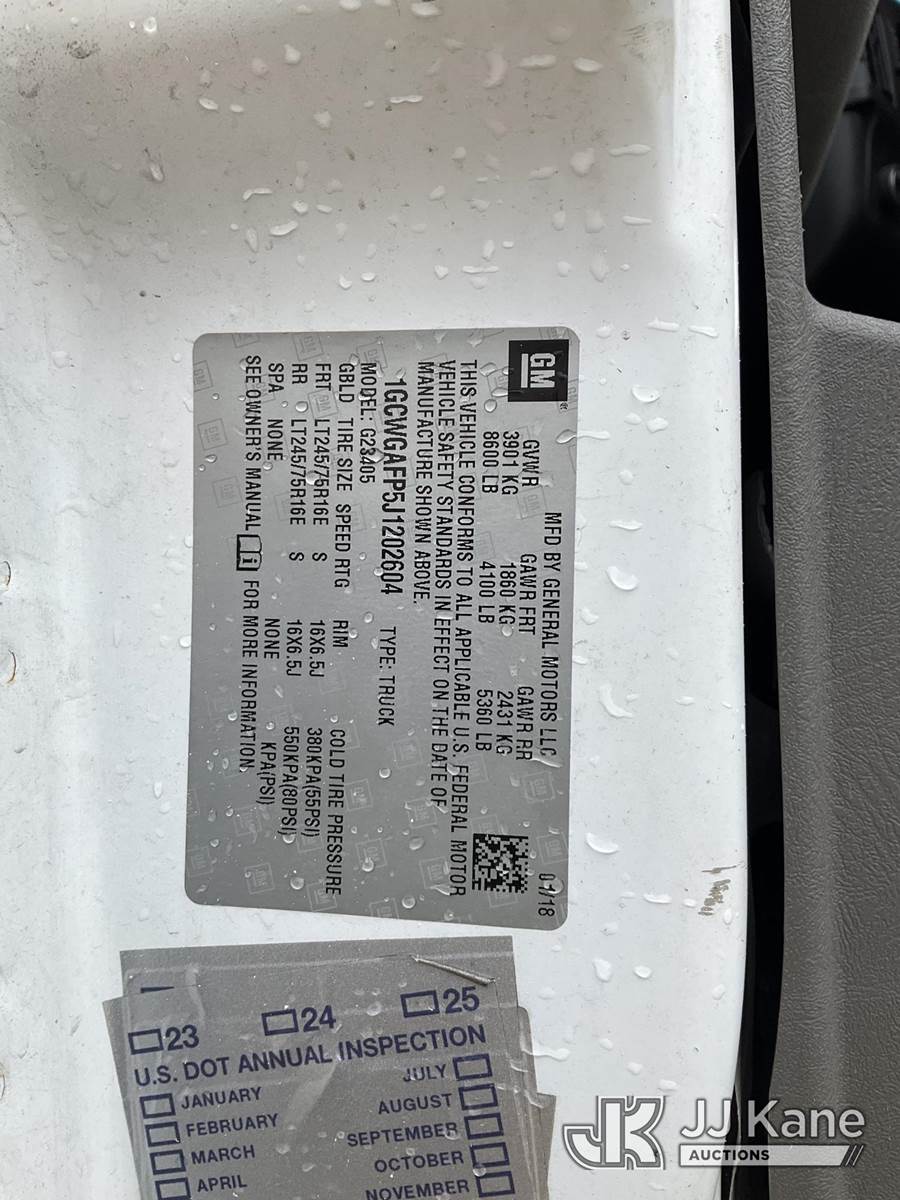 GM
MFD BY GENERAL MOTORS LLC
GVWR GAWR FRT GAWR RR
3901 KG 1860 KG 2431 KG
8600 LB 4100 LB 5360 LB
THIS VEHICLE CONFORMS TO ALL APPLICABLE U.S. FEDERAL MOTOR
VEHICLE SAFETY STANDARDS IN EFFECT ON THE DATE OF
MANUFACTURE SHOWN ABOVE.
1GCWGAFP5J1202604 TYPE: TRUCK
MODEL: G23405
GBLD TIRE SIZE SPEED RTG RIM COLD TIRE PRESSURE
FRT LT245/75R16E S 16X6.5J 380KPA(55PSI)
RR LT245/75R16E S 16X6.5J 550KPA(80PSI)
SPA NONE NONE KPA(PSI)
SEE OWNER'S MANUAL FOR MORE INFORMATION.
23 24 25
U.S. DOT ANNUAL INSPECTION
JANUARY JULY
FEBRUARY AUGUST
MARCH SEPTEMBER
APRIL OCTOBER
NOVEMBER
JK JJ Kane
AUCTIONS